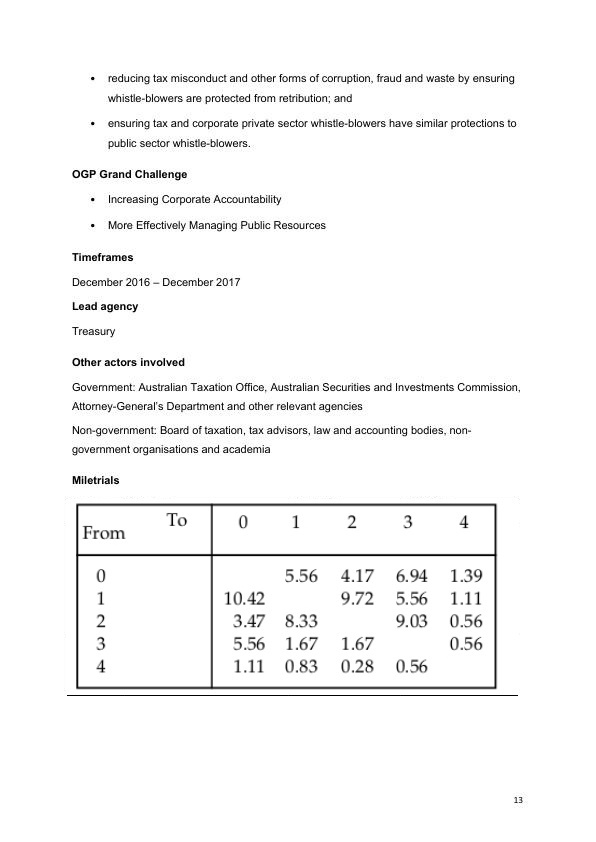 • reducing tax misconduct and other forms of corruption, fraud and waste by ensuring
whistle-blowers are protected from retribution; and
• ensuring tax and corporate private sector whistle-blowers have similar protections to
public sector whistle-blowers.
OGP Grand Challenge
• Increasing Corporate Accountability
• More Effectively Managing Public Resources
Timeframes
December 2016 – December 2017
Lead agency
Treasury
Other actors involved
Government: Australian Taxation Office, Australian Securities and Investments Commission,
Attorney-General’s Department and other relevant agencies
Non-government: Board of taxation, tax advisors, law and accounting bodies, non-
government organisations and academia
Miletrials
From To 0 1 2 3 4
0 5.56 4.17 6.94 1.39
1 10.42 9.72 5.56 1.11
2 3.47 8.33 9.03 0.56
3 5.56 1.67 1.67 0.56
4 1.11 0.83 0.28 0.56
13